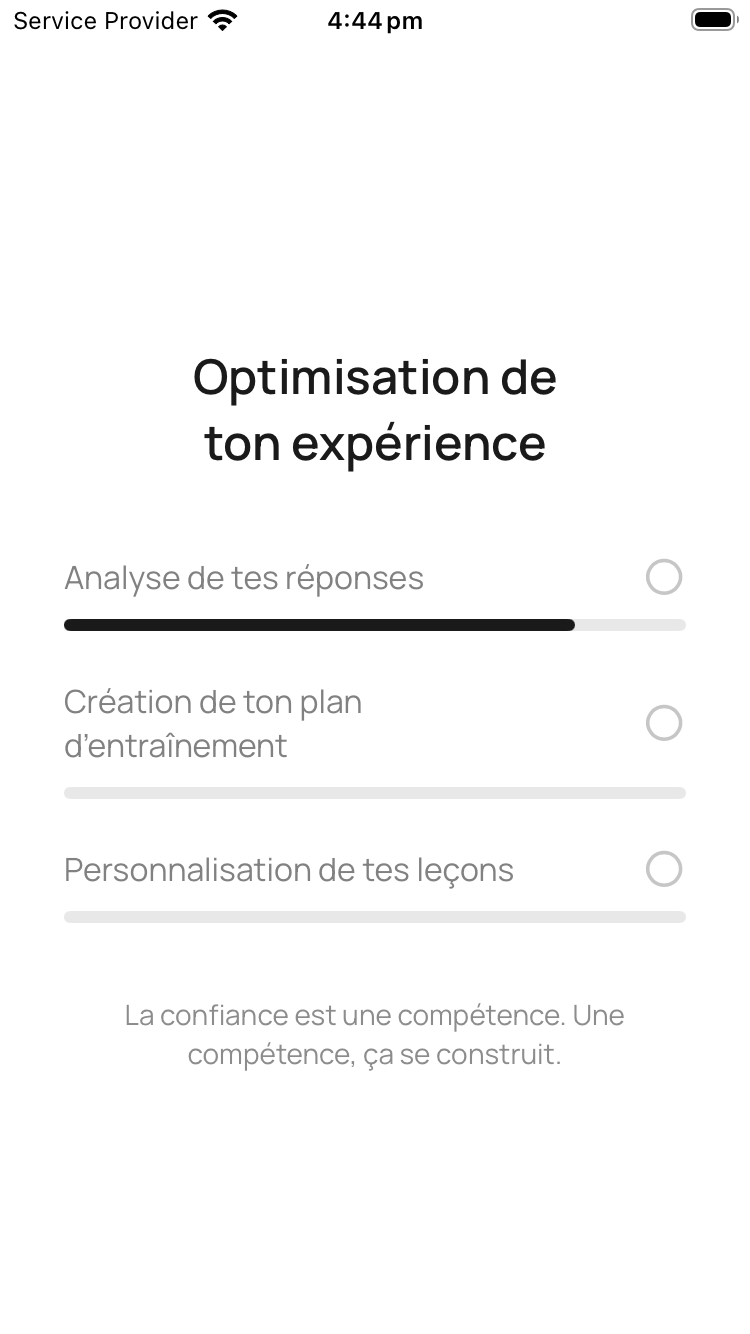 Service Provider 4:44 pm
Optimisation de
ton expérience
Analyse de tes réponses
Création de ton plan
d’entraînement
Personnalisation de tes leçons
La confiance est une compétence. Une
compétence, ça se construit.